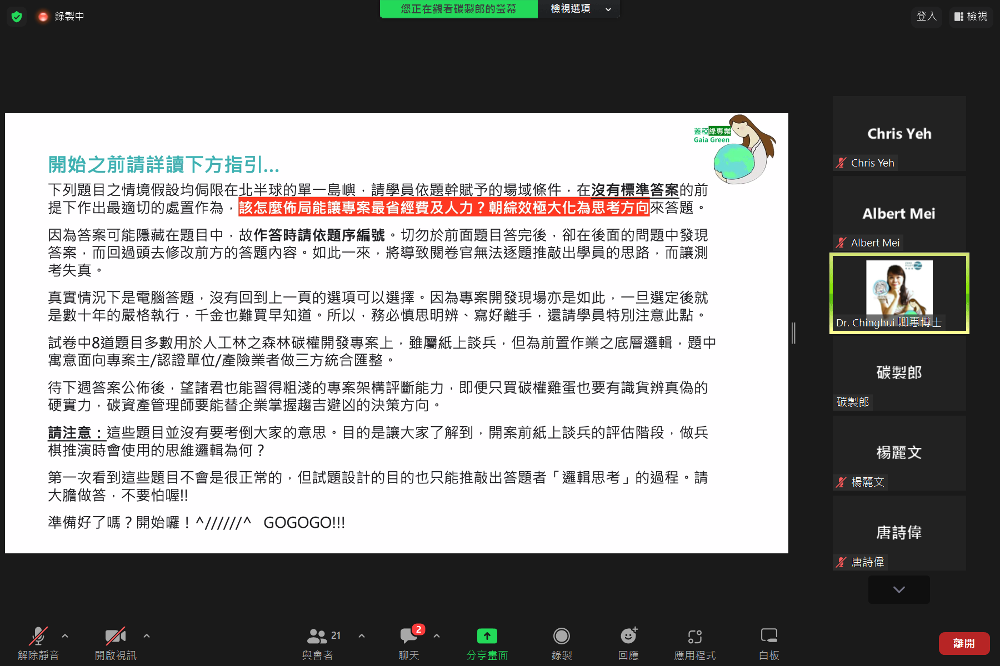 錄製中
您正在觀看碳製郎的螢幕
檢視選項
登入
檢視
蓋稏綠專業
Gaia Green
開始之前請詳讀下方指引...
下列題目之情境假設均侷限在北半球的單一島嶼，請學員依題幹賦予的場域條件，在沒有標準答案的前
提下作出最適切的處置作為，該怎麼佈局能讓專案最省經費及人力？朝綜效極大化為思考方向來答題。
因為答案可能隱藏在題目中，故作答時請依題序編號。切勿於前面題目答完後，卻在後面的問題中發現
答案，而回過頭去修改前方的答題內容。如此一來，將導致閱卷官無法逐題推敲出學員的思路，而讓測
考失真。
真實情況下是電腦答題，沒有回到上一頁的選項可以選擇。因為專案開發現場亦是如此，一旦選定後就
是數十年的嚴格執行，千金也難買早知道。所以，務必慎思明辨、寫好離手，還請學員特別注意此點。
試卷中8道題目多數用於人工林之森林碳權開發專案上，雖屬紙上談兵，但為前置作業之底層邏輯，題中
寓意面向專案主/認證單位/產險業者做三方統合匯整。
待下週答案公佈後，望諸君也能習得粗淺的專案架構評斷能力，即便只買碳權雞蛋也要有識貨辨真偽的
硬實力，碳資產管理師要能替企業掌握趨吉避凶的決策方向。
請注意：這些題目並沒有要考倒大家的意思。目的是讓大家了解到，開案前紙上談兵的評估階段，做兵
棋推演時會使用的思維邏輯為何？
第一次看到這些題目不會是很正常的，但試題設計的目的也只能推敲出答題者「邏輯思考」的過程。請
大膽做答，不要怕喔!!
準備好了嗎？開始囉！^//////^ GOGOGO!!!
Chris Yeh
Chris Yeh
Albert Mei
Albert Mei
Dr. Chinghui 卿惠博士
碳製郎
碳製郎
楊麗文
楊麗文
唐詩偉
唐詩偉
解除靜音
開啟視訊
21
與會者
2
聊天
分享畫面
錄製
回應
應用程式
白板
離開